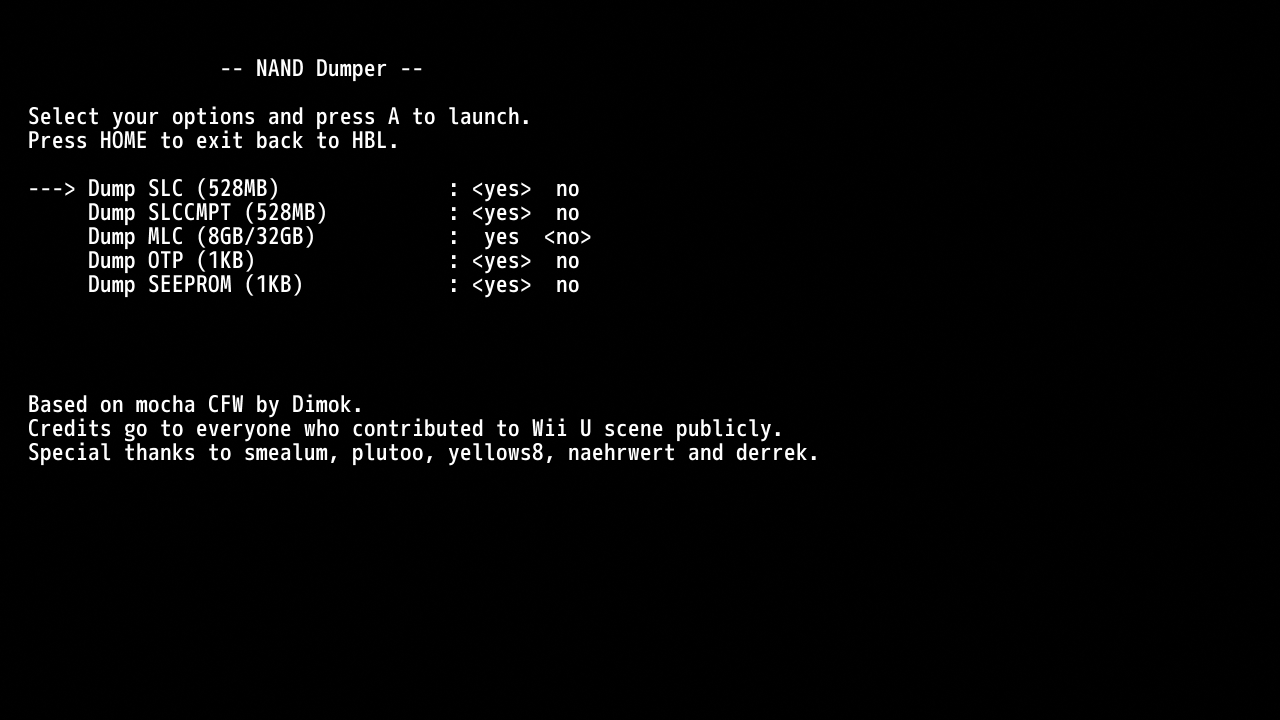 -- NAND Dumper --
Select your options and press A to launch.
Press HOME to exit back to HBL.
---> Dump SLC (528MB) : <yes> no
Dump SLCCMPT (528MB) : <yes> no
Dump MLC (8GB/32GB) : yes <no>
Dump OTP (1KB) : <yes> no
Dump SEEPROM (1KB) : <yes> no
Based on mocha CFW by Dimok.
Credits go to everyone who contributed to Wii U scene publicly.
Special thanks to smealum, plutoo, yellows8, naehrwert and derrek.